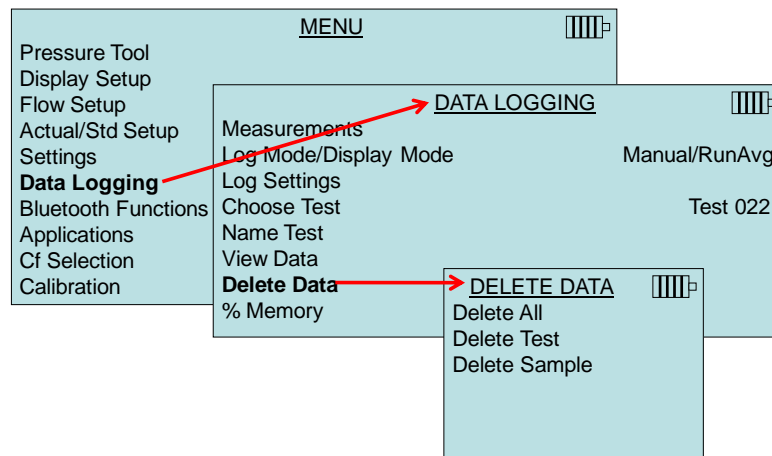 MENU
Pressure Tool
Display Setup
Flow Setup
Actual/Std Setup
Settings
Data Logging
Bluetooth Functions
Applications
Cf Selection
Calibration
DATA LOGGING
Measurements
Log Mode/Display Mode Manual/RunAvg
Log Settings
Choose Test Test 022
Name Test
View Data
Delete Data
% Memory
DELETE DATA
Delete All
Delete Test
Delete Sample